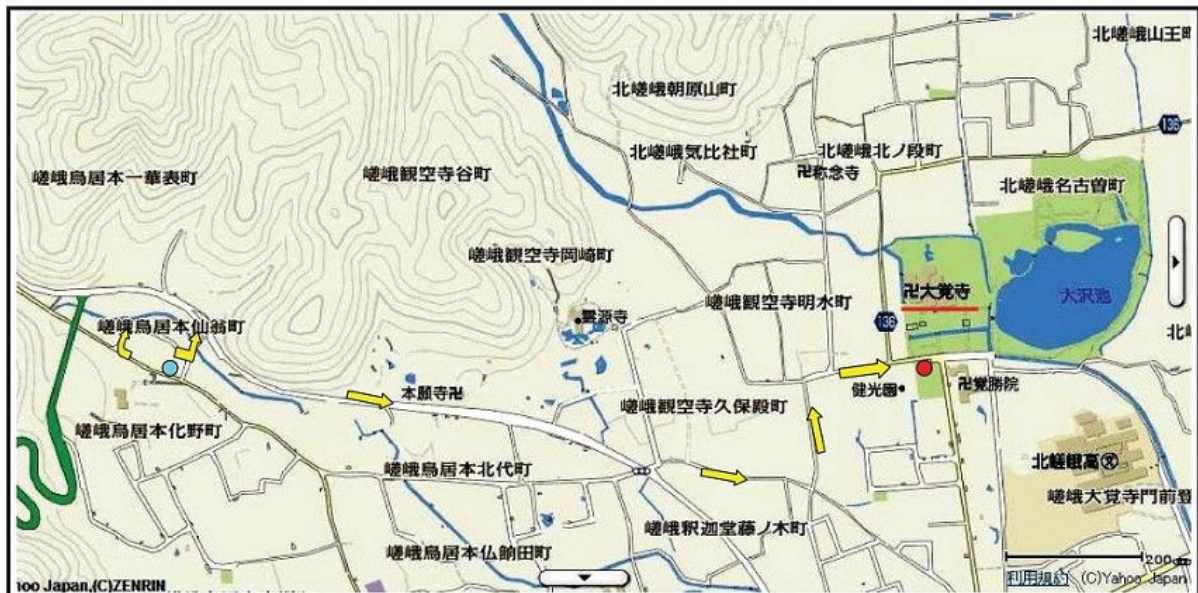 北嵯峨山王町
北嵯峨朝原山町
136
北嵯峨気比社町
北嵯峨北ノ段町
卍称念寺
嵯峨鳥居本一華表町
嵯峨観空寺谷町
北嵯峨名古曽町
嵯峨観空寺岡崎町
卍大覚寺
大沢池
嵯峨観空寺明水町
嵯峨鳥居本仙翁町
霊源寺
136
北嵯
本願寺卍
健光園
卍覚勝院
嵯峨観空寺久保殿町
嵯峨鳥居本化野町
嵯峨鳥居本北代町
北嵯峨高
嵯峨大覚寺門前登
嵯峨釈迦堂藤ノ木町
嵯峨鳥居本仏餉田町
200
利用規約 (C)Yahoo Japan
hoo Japan,(C)ZENRIN